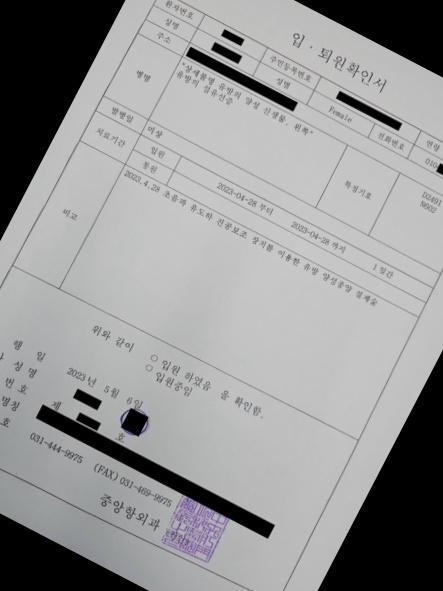 입 · 퇴원확인서
환자번호
성명 주민등록번호 연령
주소 성별 Female 전화번호 010
병명 "상세불명 유방의 양성 신생물, 왼쪽"
유방의 섬유선종
특정기호 D2491
N602
발병일 미상
치료기간 입원 2023-04-28 부터 2023-04-28 까지 1 일간
통원
비고 2023.4.28 초음파 유도하 진공보조 장치를 이용한 유방 양성종양 절제술
위와 같이 ○ 입원 하였음 을 확인함.
○ 입원중임
행 일 2023년 5월 6일
성 명
번 호 제 호
명칭
호 031-444-9975 (FAX) 031-469-9975
중앙항외과